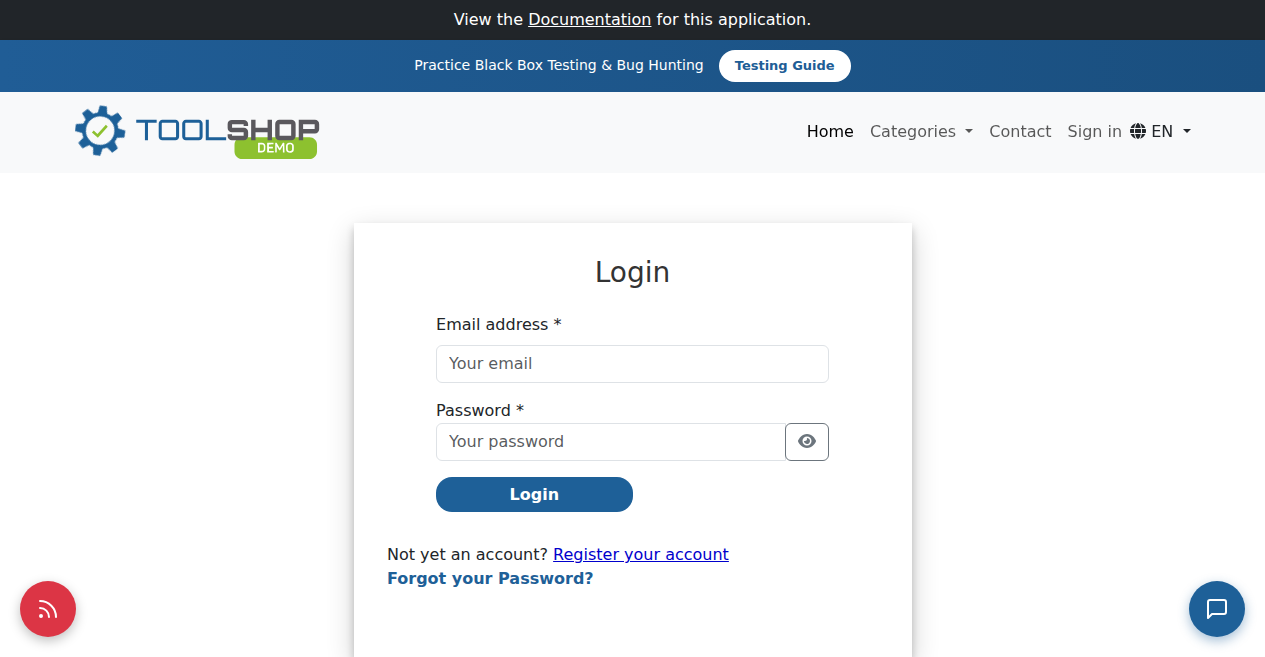 View the Documentation for this application.
Practice Black Box Testing & Bug Hunting Testing Guide
TOOLSHOP
DEMO
Home Categories Contact Sign in EN
Login
Email address *
Your email
Password *
Your password
Login
Not yet an account? Register your account
Forgot your Password?